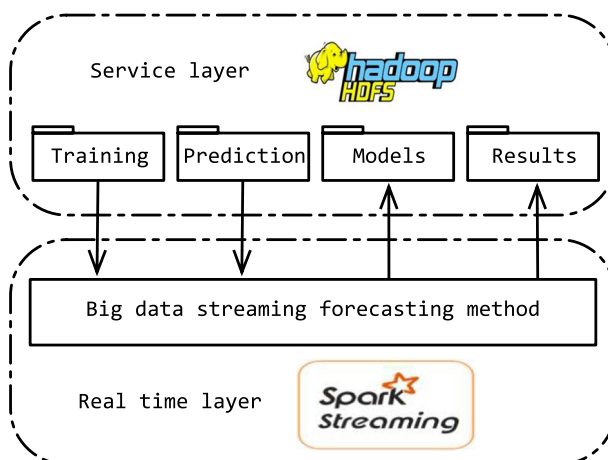 Service layer
hadoop
HDFS
Training
Prediction
Models
Results
Big data streaming forecasting method
Real time layer
Spark
Streaming